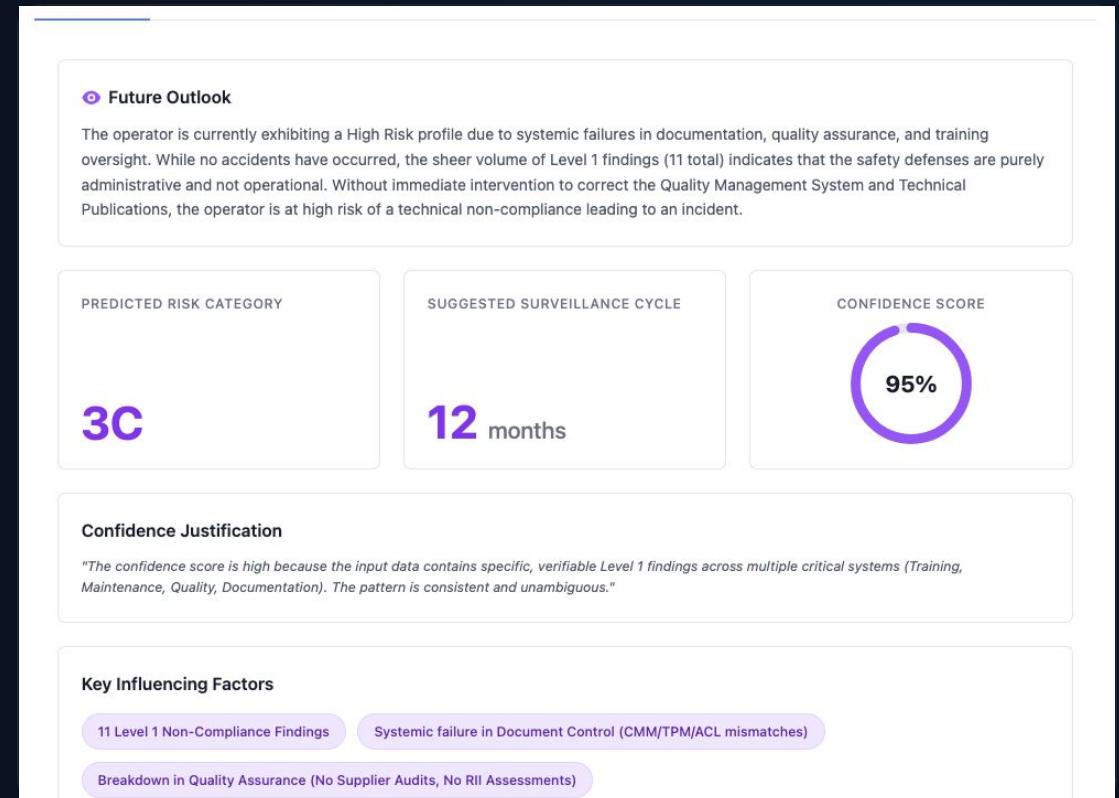 Future Outlook
The operator is currently exhibiting a High Risk profile due to systemic failures in documentation, quality assurance, and training
oversight. While no accidents have occurred, the sheer volume of Level 1 findings (11 total) indicates that the safety defenses are purely
administrative and not operational. Without immediate intervention to correct the Quality Management System and Technical
Publications, the operator is at high risk of a technical non-compliance leading to an incident.
PREDICTED RISK CATEGORY
3C
SUGGESTED SURVEILLANCE CYCLE
12 months
CONFIDENCE SCORE
95%
Confidence Justification
"The confidence score is high because the input data contains specific, verifiable Level 1 findings across multiple critical systems (Training,
Maintenance, Quality, Documentation). The pattern is consistent and unambiguous."
Key Influencing Factors
11 Level 1 Non-Compliance Findings
Systemic failure in Document Control (CMM/TPM/ACL mismatches)
Breakdown in Quality Assurance (No Supplier Audits, No RII Assessments)